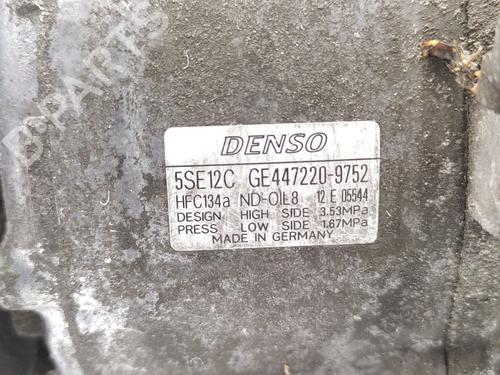 B-PARTS
DENSO
5SE12C GE447220-9752
HFC134a ND-OIL8 12 E 05544
DESIGN HIGH SIDE 3.53MPa
PRESS LOW SIDE 1.67MPa
MADE IN GERMANY